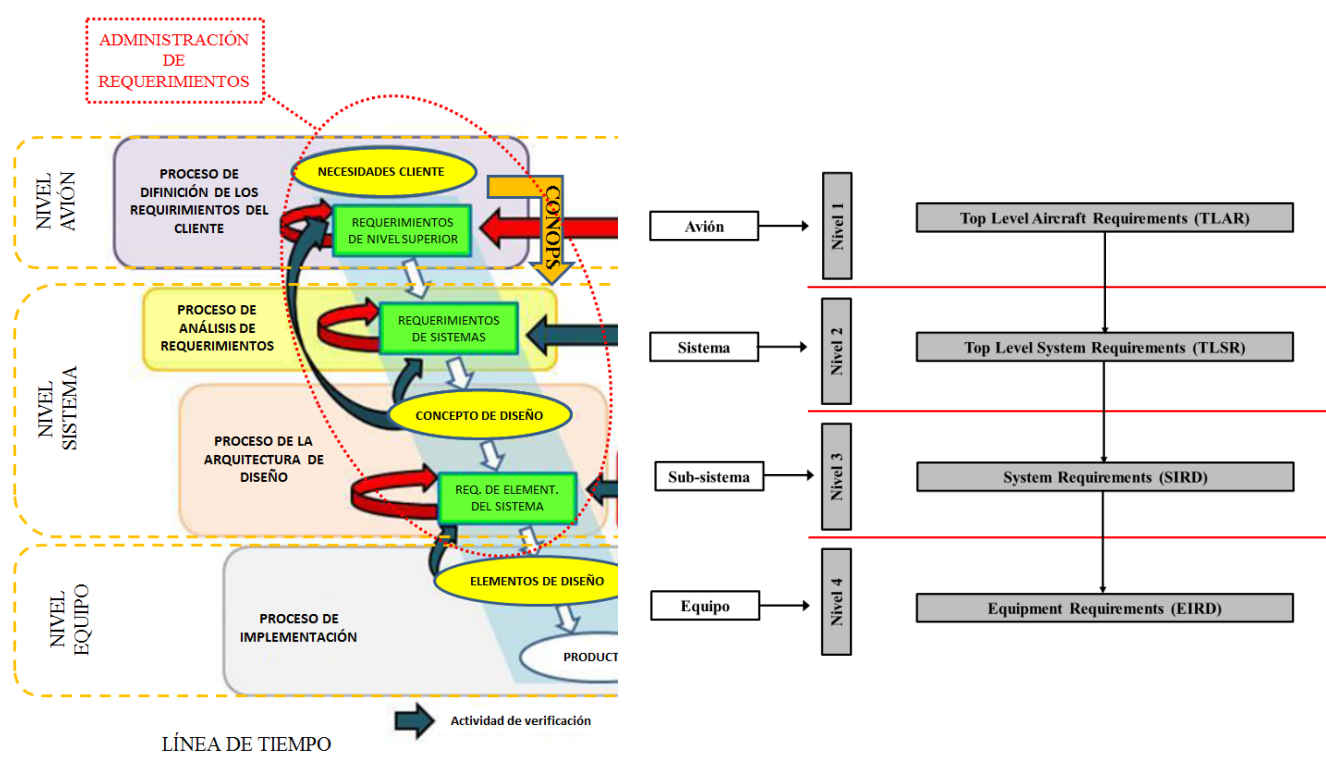 ADMINISTRACIÓN
DE
REQUERIMIENTOS
NIVEL
AVIÓN
PROCESO DE
DIFINICIÓN DE LOS
REQUIRIMIENTOS DEL
CLIENTE
NECESIDADES CLIENTE
REQUERIMIENTOS
DE NIVEL SUPERIOR
CONOPS
NIVEL
SISTEMA
PROCESO DE
ANÁLISIS DE
REQUERIMIENTOS
REQUERIMIENTOS
DE SISTEMAS
CONCEPTO DE DISEÑO
PROCESO DE LA
ARQUITECTURA DE
DISEÑO
REQ. DE ELEMENT.
DEL SISTEMA
NIVEL
EQUIPO
ELEMENTOS DE DISEÑO
PROCESO DE
IMPLEMENTACIÓN
PRODUCT
Actividad de verificación
LÍNEA DE TIEMPO
Avión
Nivel 1
Top Level Aircraft Requirements (TLAR)
Sistema
Nivel 2
Top Level System Requirements (TLSR)
Sub-sistema
Nivel 3
System Requirements (SIRD)
Equipo
Nivel 4
Equipment Requirements (EIRD)